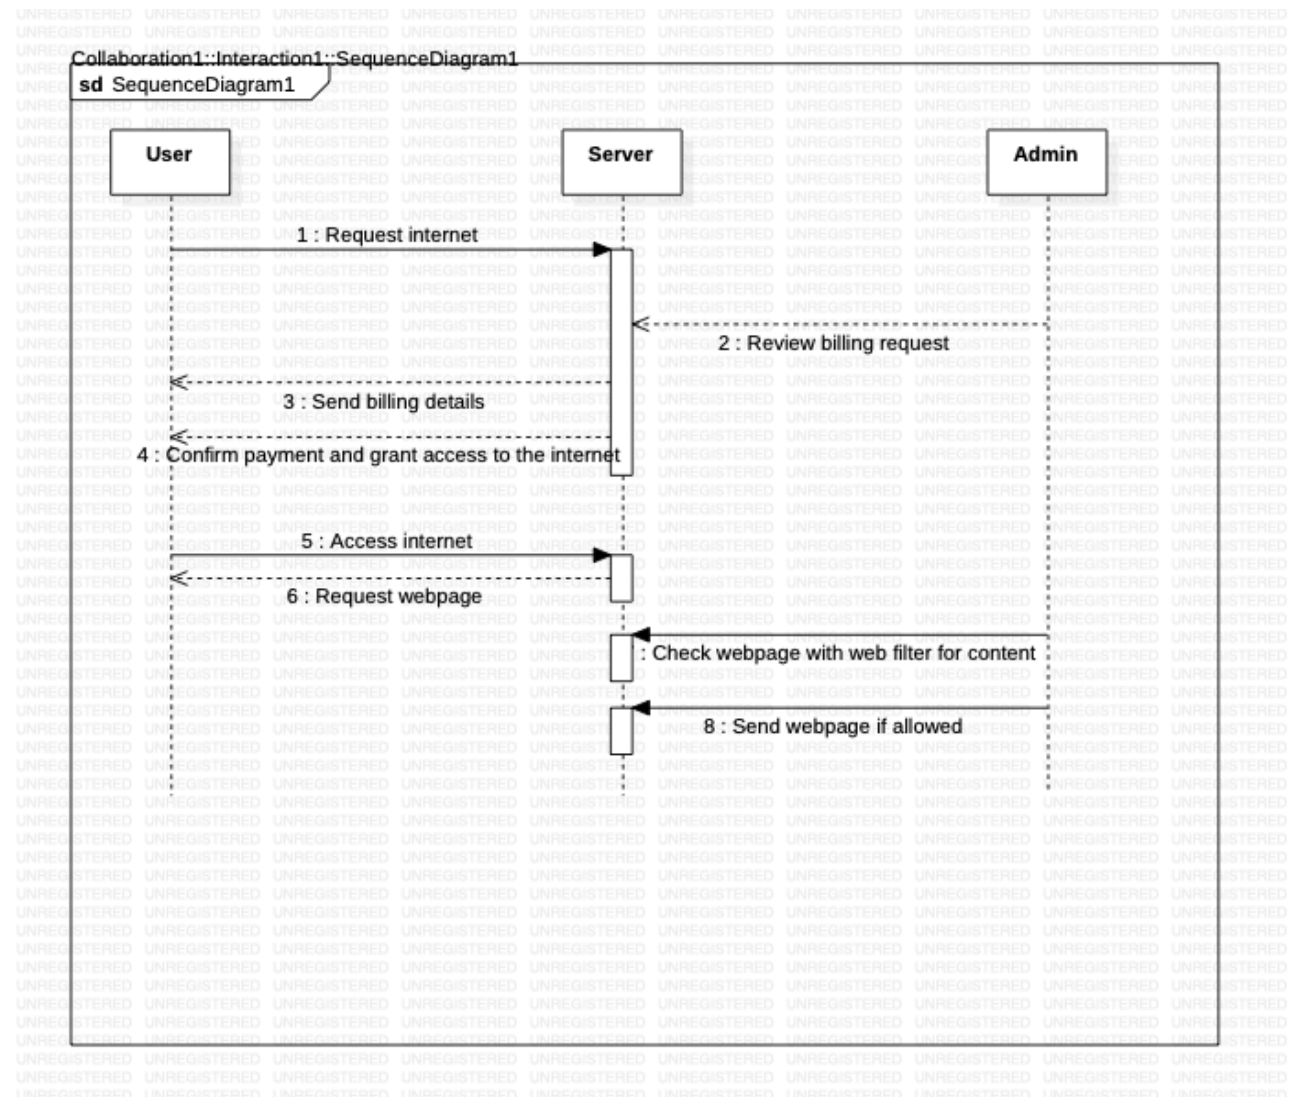 Collaboration1::Interaction1::SequenceDiagram1
sd SequenceDiagram1
User
Server
Admin
1 : Request internet
2 : Review billing request
3 : Send billing details
4 : Confirm payment and grant access to the internet
5 : Access internet
6 : Request webpage
: Check webpage with web filter for content
8 : Send webpage if allowed
UNREGISTERED